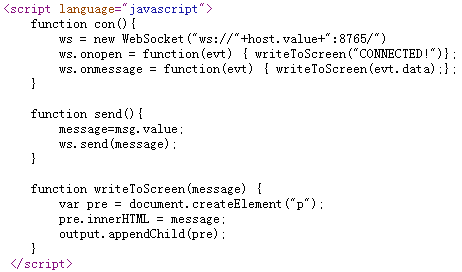 <script language="javascript">
    function con(){
        ws = new WebSocket("ws://"+host.value+":8765/")
        ws.onopen = function(evt) { writeToScreen("CONNECTED!")};
        ws.onmessage = function(evt) { writeToScreen(evt.data);};
    }

    function send(){
        message=msg.value;
        ws.send(message);
    }

    function writeToScreen(message) {
        var pre = document.createElement("p");
        pre.innerHTML = message;
        output.appendChild(pre);
    }
</script>